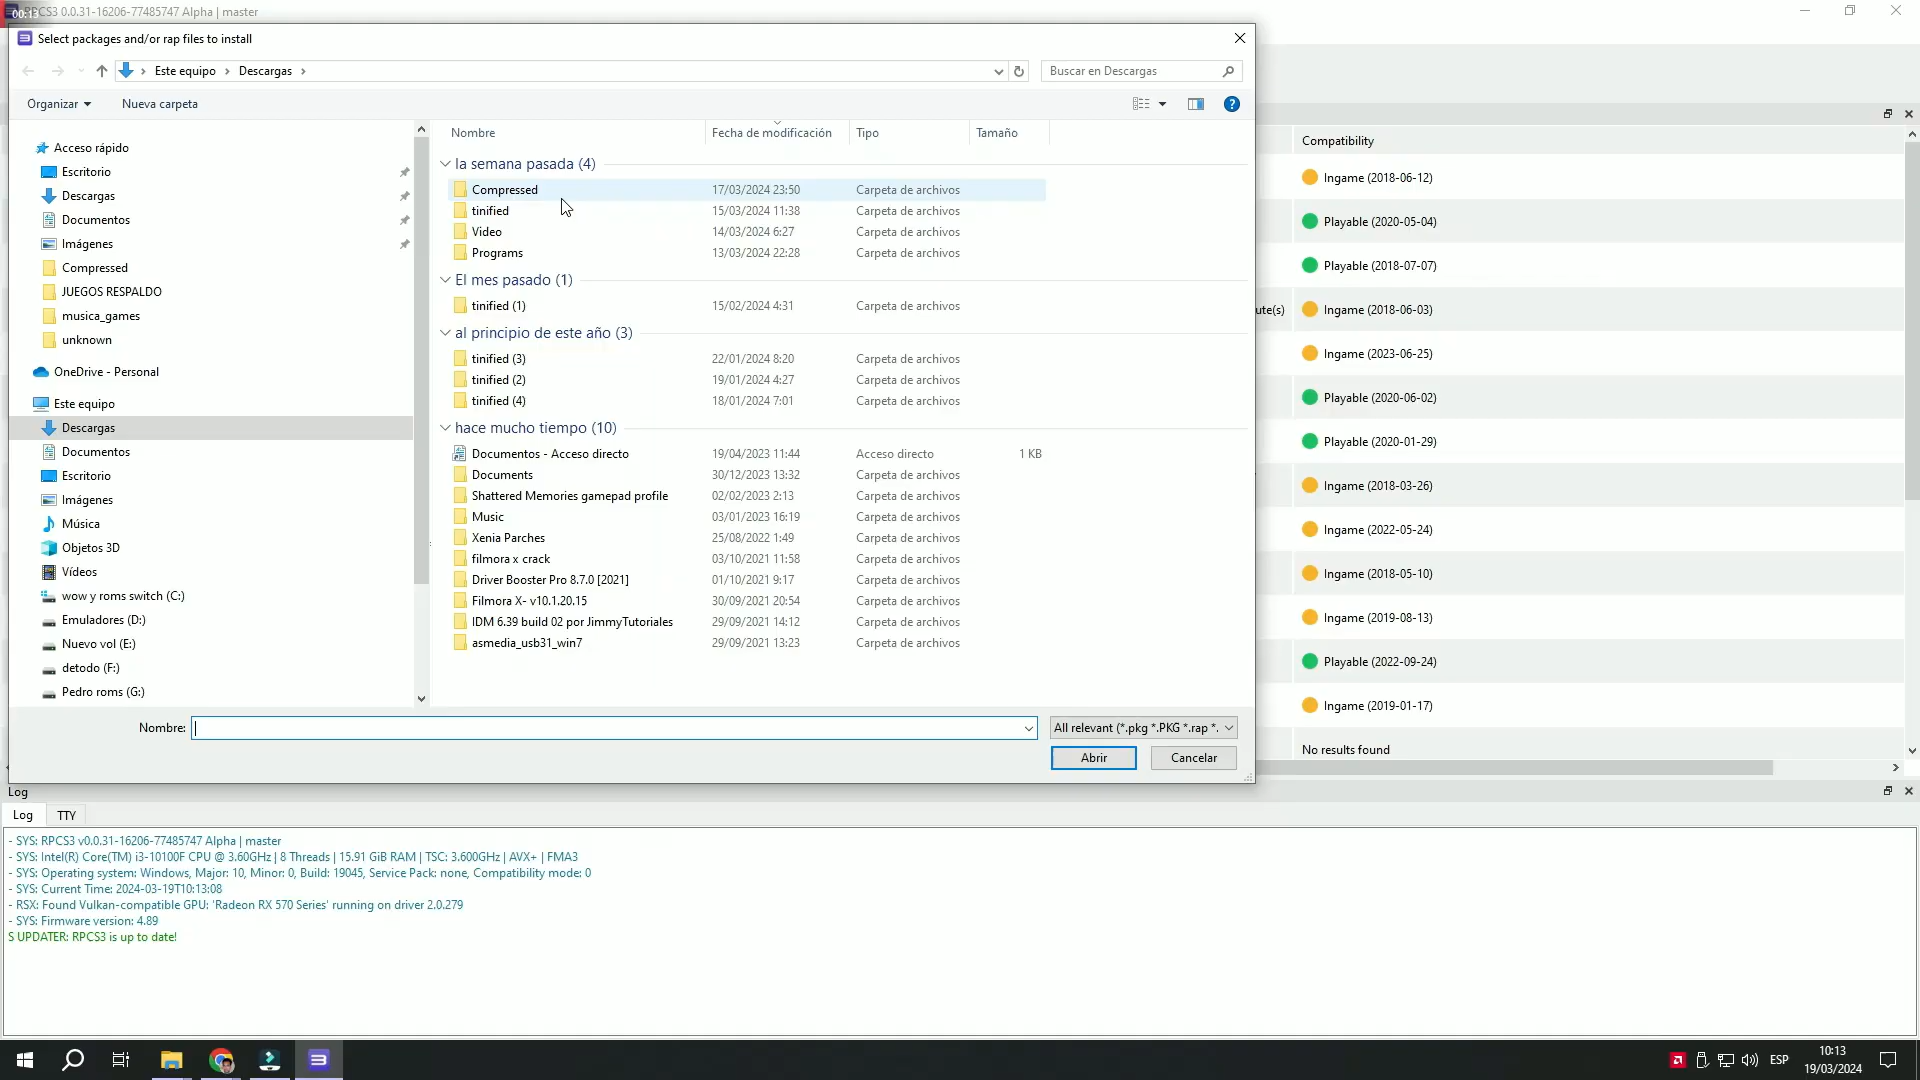 RPCS3 0.0.31-16206-77485747 Alpha | master
00:13
Select packages and/or rap files to install
Este equipo
Descargas
Buscar en Descargas
Organizar
Nueva carpeta
Acceso rápido
Escritorio
Descargas
Documentos
Imágenes
Compressed
JUEGOS RESPALDO
musica_games
unknown
OneDrive - Personal
Este equipo
Descargas
Documentos
Escritorio
Imágenes
Música
Objetos 3D
Vídeos
wow y roms switch (C:)
Emuladores (D:)
Nuevo vol (E:)
detodo (F:)
Pedro roms (G:)
Nombre Fecha de modificación Tipo Tamaño
la semana pasada (4)
Compressed 17/03/2024 23:50 Carpeta de archivos
tinified 15/03/2024 11:38 Carpeta de archivos
Video 14/03/2024 6:27 Carpeta de archivos
Programs 13/03/2024 22:28 Carpeta de archivos
El mes pasado (1)
tinified (1) 15/02/2024 4:31 Carpeta de archivos
al principio de este año (3)
tinified (3) 22/01/2024 8:20 Carpeta de archivos
tinified (2) 19/01/2024 4:27 Carpeta de archivos
tinified (4) 18/01/2024 7:01 Carpeta de archivos
hace mucho tiempo (10)
Documentos - Acceso directo 19/04/2023 11:44 Acceso directo 1 KB
Documents 30/12/2023 13:32 Carpeta de archivos
Shattered Memories gamepad profile 02/02/2023 2:13 Carpeta de archivos
Music 03/01/2023 16:19 Carpeta de archivos
Xenia Parches 25/08/2022 1:49 Carpeta de archivos
filmora x crack 03/10/2021 11:58 Carpeta de archivos
Driver Booster Pro 8.7.0 [2021] 01/10/2021 9:17 Carpeta de archivos
Filmora X- v10.1.20.15 30/09/2021 20:54 Carpeta de archivos
IDM 6.39 build 02 por JimmyTutoriales 29/09/2021 14:12 Carpeta de archivos
asmedia_usb31_win7 29/09/2021 13:23 Carpeta de archivos
Nombre:
All relevant (*.pkg *.PKG *.rap *.
Abrir
Cancelar
Compatibility
Ingame (2018-06-12)
Playable (2020-05-04)
Playable (2018-07-07)
ute(s) Ingame (2018-06-03)
Ingame (2023-06-25)
Playable (2020-06-02)
Playable (2020-01-29)
Ingame (2018-03-26)
Ingame (2022-05-24)
Ingame (2018-05-10)
Ingame (2019-08-13)
Playable (2022-09-24)
Ingame (2019-01-17)
No results found
Log
Log TTY
- SYS: RPCS3 v0.0.31-16206-77485747 Alpha | master
- SYS: Intel(R) Core(TM) i3-10100F CPU @ 3.60GHz | 8 Threads | 15.91 GiB RAM | TSC: 3.600GHz | AVX+ | FMA3
- SYS: Operating system: Windows, Major: 10, Minor: 0, Build: 19045, Service Pack: none, Compatibility mode: 0
- SYS: Current Time: 2024-03-19T10:13:08
- RSX: Found Vulkan-compatible GPU: 'Radeon RX 570 Series' running on driver 2.0.279
- SYS: Firmware version: 4.89
S UPDATER: RPCS3 is up to date!
ESP
10:13
19/03/2024